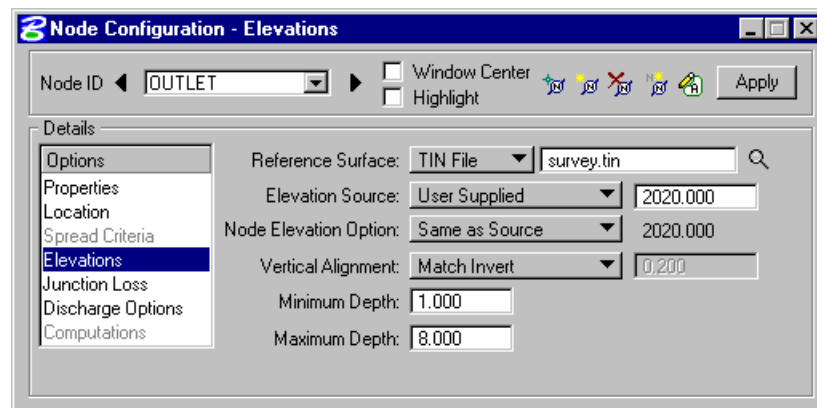 Node Configuration - Elevations
Node ID OUTLET Window Center Highlight Apply
Details
Options
Properties
Location
Spread Criteria
Elevations
Junction Loss
Discharge Options
Computations
Reference Surface: TIN File survey.tin
Elevation Source: User Supplied 2020.000
Node Elevation Option: Same as Source 2020.000
Vertical Alignment: Match Invert 0.200
Minimum Depth: 1.000
Maximum Depth: 8.000